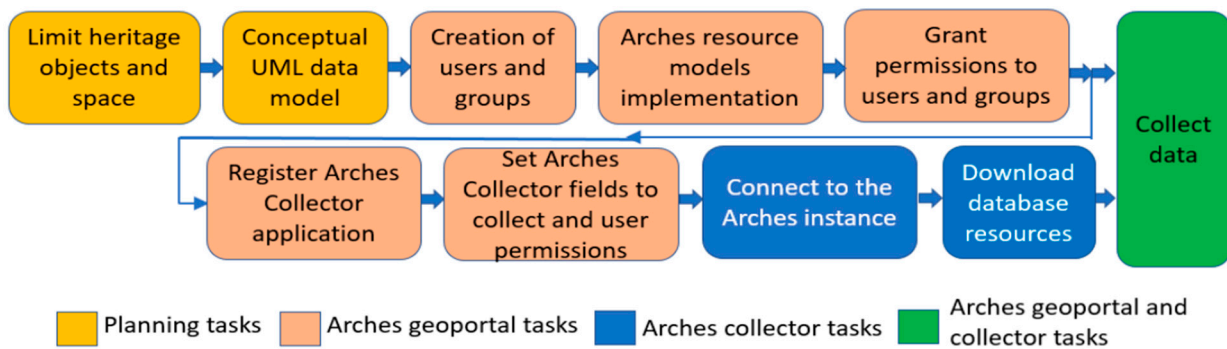 Limit heritage
objects and
space
Conceptual
UML data
model
Creation of
users and
groups
Arches resource
models
implementation
Grant
permissions to
users and groups
Collect
data
Register Arches
Collector
application
Set Arches
Collector fields to
collect and user
permissions
Connect to the
Arches instance
Download
database
resources
Planning tasks
Arches geoportal tasks
Arches collector tasks
Arches geoportal and
collector tasks